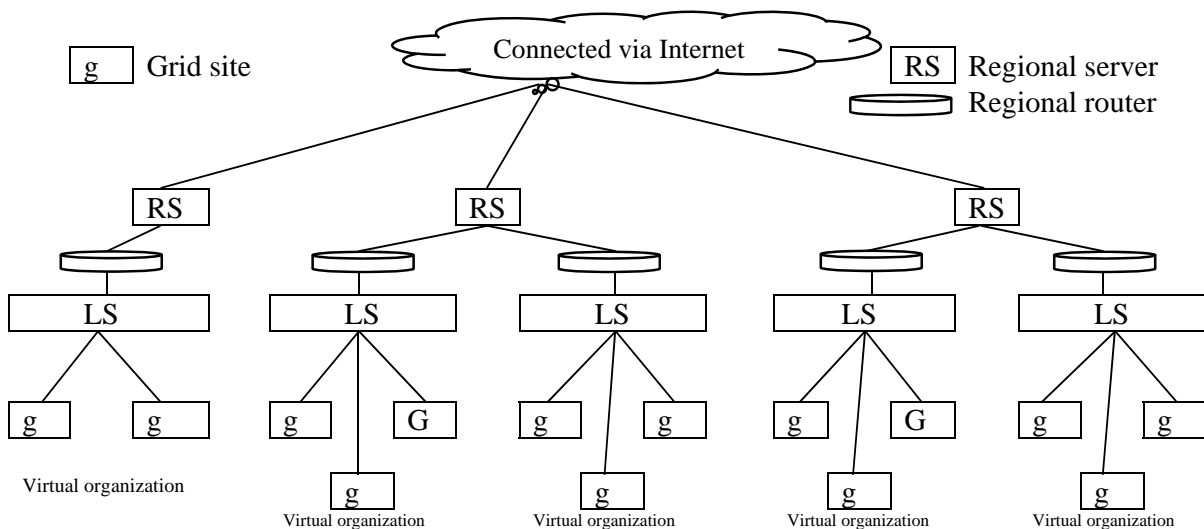 Connected via Internet
g Grid site
RS Regional server
Regional router
RS RS RS
LS LS LS LS LS
g g g G g g g G g g
g g g g
Virtual organization
Virtual organization Virtual organization Virtual organization Virtual organization